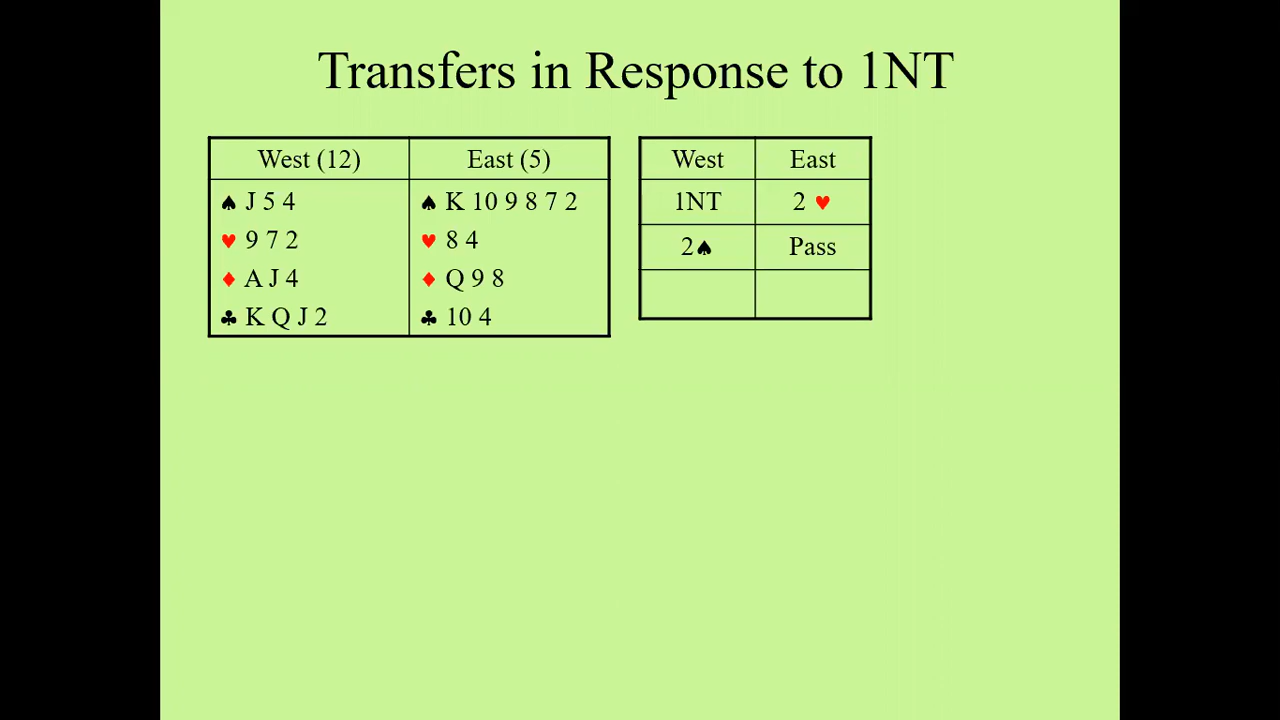 Transfers in Response to 1NT
West (12) East (5) West East
♠ J 5 4 ♠ K 10 9 8 7 2 1NT 2 ♥
♥ 9 7 2 ♥ 8 4 2♠ Pass
♦ A J 4 ♦ Q 9 8
♣ K Q J 2 ♣ 10 4